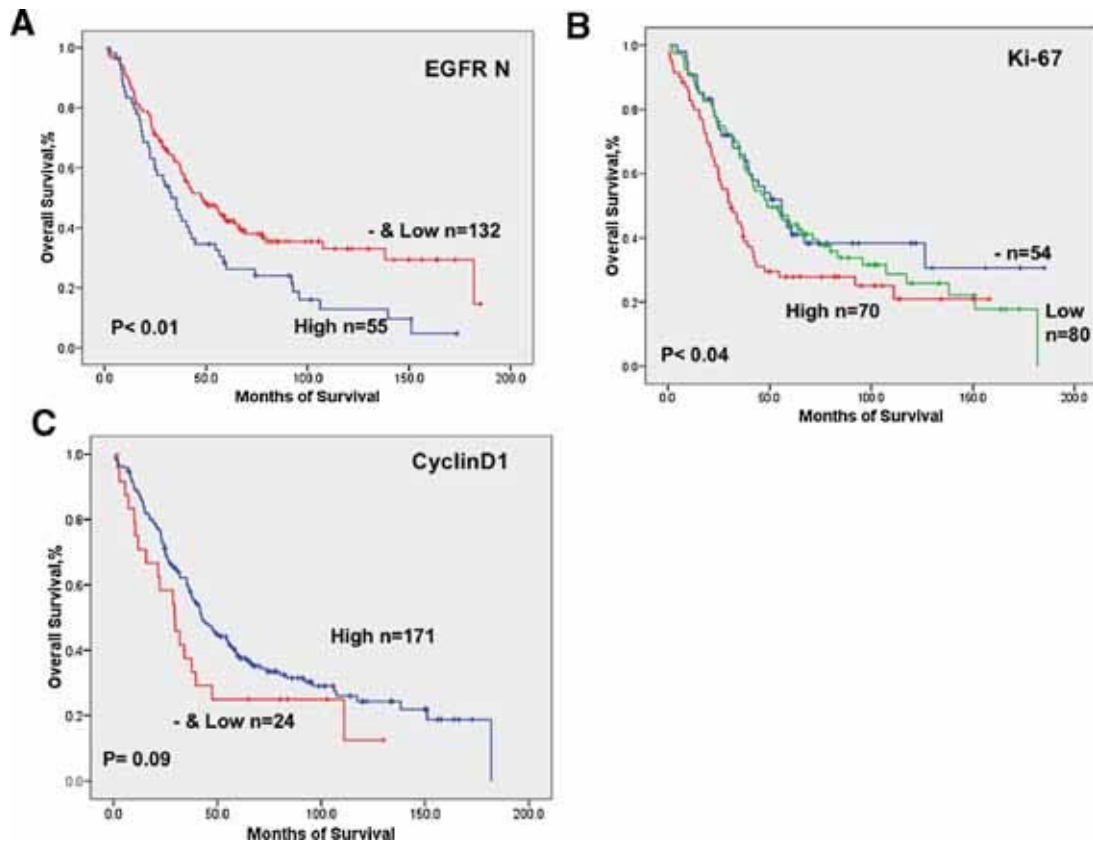 A
EGFR N
Overall Survival,%
1.0
0.8
0.6
0.4
0.2
0.0
- & Low n=132
High n=55
P< 0.01
0.0 50.0 100.0 150.0 200.0
Months of Survival
B
Ki-67
Overall Survival,%
1.0
0.8
0.6
0.4
0.2
0.0
- n=54
High n=70
Low
n=80
P< 0.04
0.0 50.0 100.0 150.0 200.0
Months of Survival
C
CyclinD1
Overall Survival,%
1.0
0.8
0.6
0.4
0.2
0.0
High n=171
- & Low n=24
P= 0.09
0.0 50.0 100.0 150.0 200.0
Months of Survival